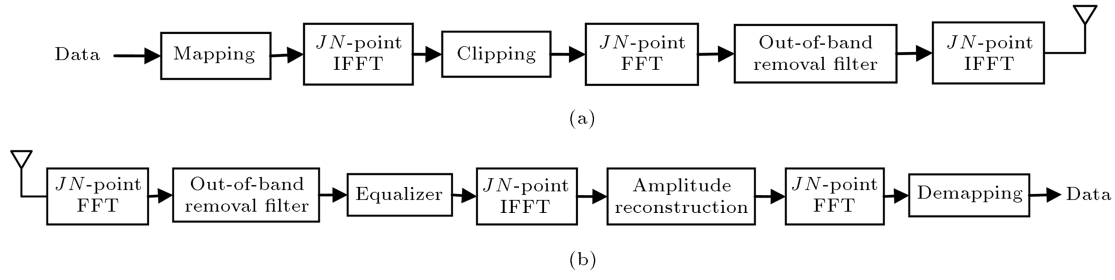 Data
Mapping
JN-point
IFFT
Clipping
JN-point
FFT
Out-of-band
removal filter
JN-point
IFFT
(a)
JN-point
FFT
Out-of-band
removal filter
Equalizer
JN-point
IFFT
Amplitude
reconstruction
JN-point
FFT
Demapping
Data
(b)